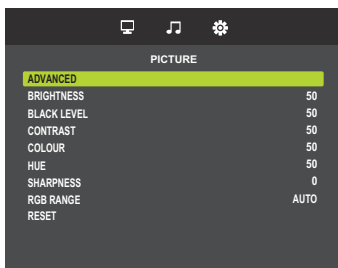 PICTURE
ADVANCED
BRIGHTNESS 50
BLACK LEVEL 50
CONTRAST 50
COLOUR 50
HUE 50
SHARPNESS 0
RGB RANGE AUTO
RESET